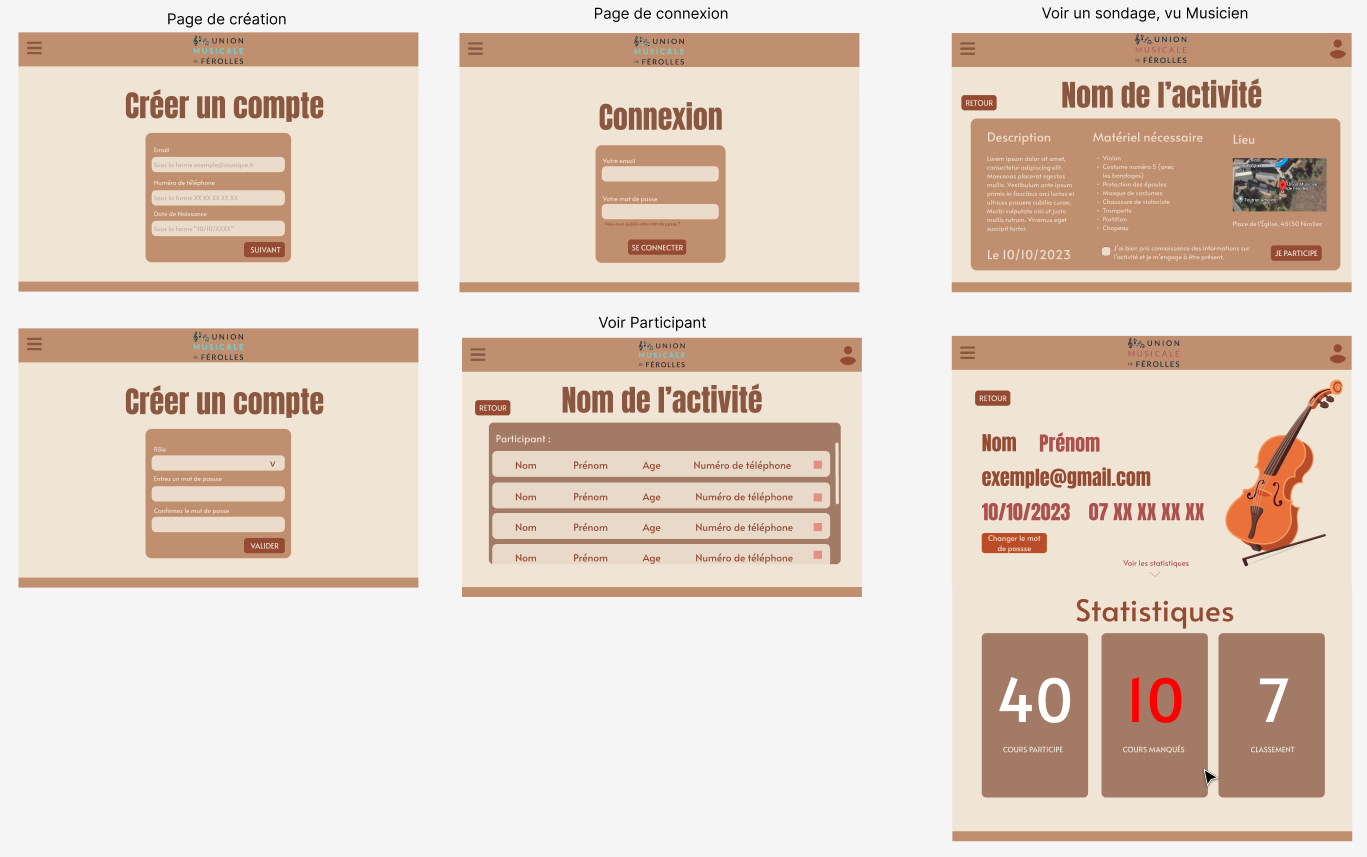 Page de création
UNION
MUSICALE
DE FÉROLLES
Créer un compte
Email
Sous la forme exemple@musique.fr
Numéro de téléphone
Sous la forme XX XX XX XX XX
Date de Naissance
Sous la forme "10/10/XXXX"
SUIVANT
Page de connexion
UNION
MUSICALE
DE FÉROLLES
Connexion
Votre email
Votre mot de passe
Vous avez oublié votre mot de passe ?
SE CONNECTER
Voir un sondage, vu Musicien
UNION
MUSICALE
DE FÉROLLES
RETOUR
Nom de l'activité
Description
Lorem ipsum dolor sit amet,
consectetur adipiscing elit.
Maecenas placerat egestas
mollis. Vestibulum ante ipsum
primis in faucibus orci luctus et
ultrices posuere cubilia curae;
Morbi vulputate nisi ut justo
mollis rutrum. Vivamus eget
suscipit tortor.
Le 10/10/2023
Matériel nécessaire
• Violon
• Costume numéro 5 (avec
les bandages)
• Protection des épaules
• Masque de costumes
• Chaussure de violoniste
• Trompette
• Partition
• Chapeau
J'ai bien pris connaissance des informations sur
l'activité et je m'engage à être présent.
Lieu
Union Musicale
de Férolles
Place de l'Église, 45150 Férolles
JE PARTICIPE
UNION
MUSICALE
DE FÉROLLES
Créer un compte
Rôle
V
Entrez un mot de passse
Confirmez le mot de passe
VALIDER
Voir Participant
UNION
MUSICALE
DE FÉROLLES
RETOUR
Nom de l'activité
Participant :
Nom Prénom Age Numéro de téléphone
Nom Prénom Age Numéro de téléphone
Nom Prénom Age Numéro de téléphone
Nom Prénom Age Numéro de téléphone
UNION
MUSICALE
DE FÉROLLES
RETOUR
Nom Prénom
exemple@gmail.com
10/10/2023 07 XX XX XX XX
Changer le mot
de passse
Voir les statistiques
Statistiques
40
COURS PARTICIPE
10
COURS MANQUÉS
7
CLASSEMENT